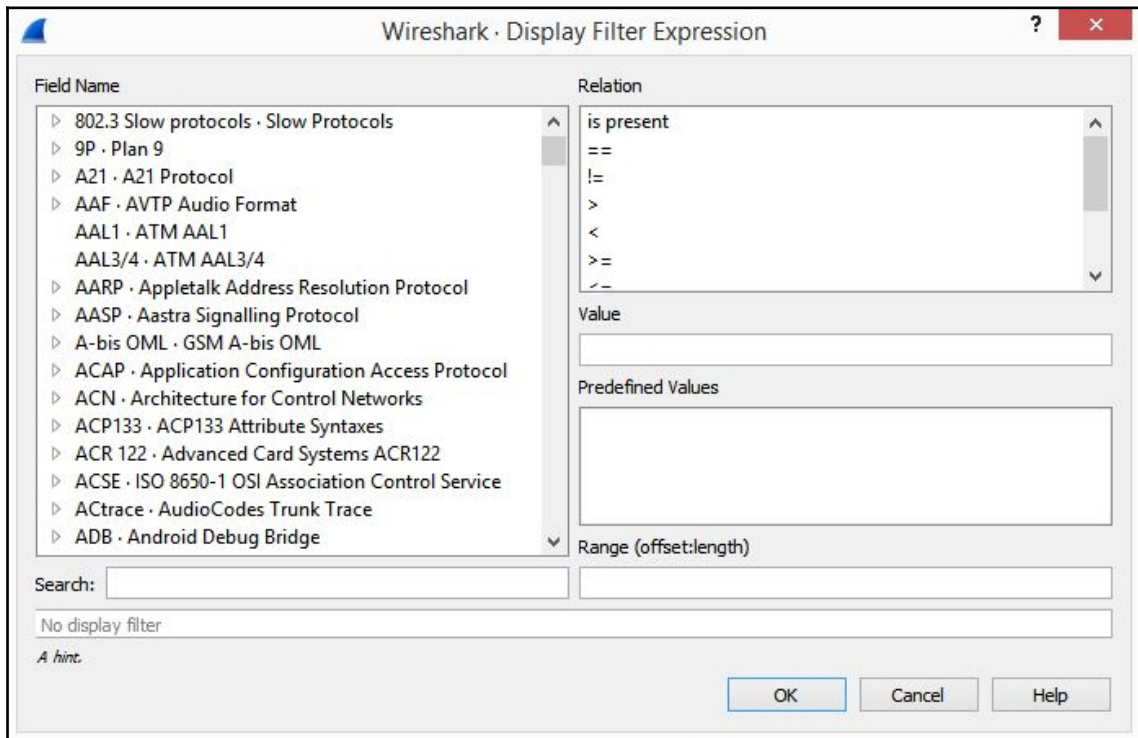 Wireshark · Display Filter Expression
?
×
Field Name
802.3 Slow protocols · Slow Protocols
9P · Plan 9
A21 · A21 Protocol
AAF · AVTP Audio Format
AAL1 · ATM AAL1
AAL3/4 · ATM AAL3/4
AARP · Appletalk Address Resolution Protocol
AASP · Aastra Signalling Protocol
A-bis OML · GSM A-bis OML
ACAP · Application Configuration Access Protocol
ACN · Architecture for Control Networks
ACP133 · ACP133 Attribute Syntaxes
ACR 122 · Advanced Card Systems ACR122
ACSE · ISO 8650-1 OSI Association Control Service
ACtrace · AudioCodes Trunk Trace
ADB · Android Debug Bridge
Search:
Relation
is present
==
!=
>
<
>=
<=
Value
Predefined Values
Range (offset:length)
No display filter
A hint.
OK
Cancel
Help